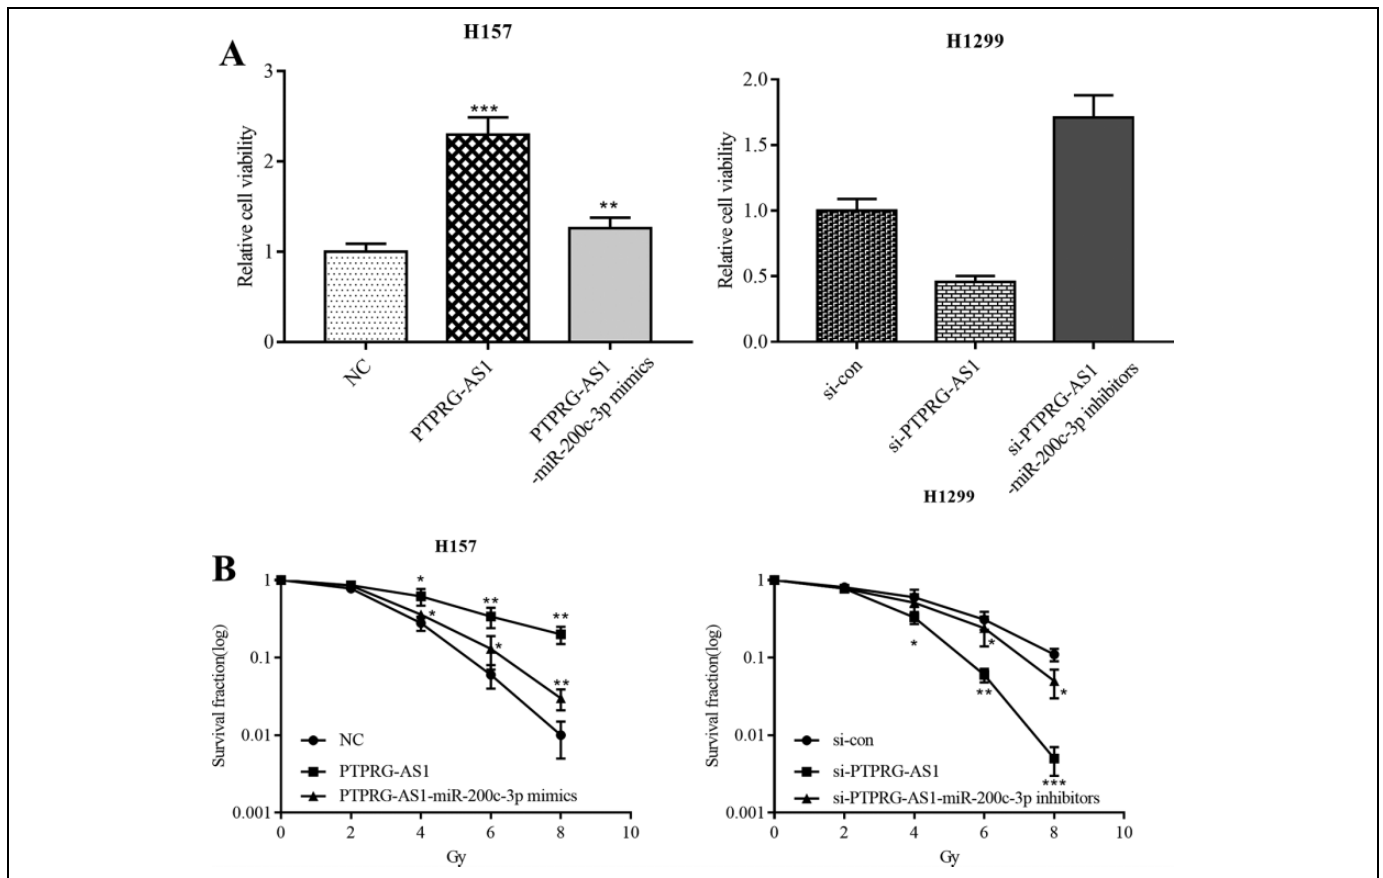 A
H157
3
2
1
0
Relative cell viability
***
**
NC
PTPRG-AS1
PTPRG-AS1
-miR-200c-3p mimics
H1299
2.0
1.5
1.0
0.5
0.0
Relative cell viability
si-con
si-PTPRG-AS1
si-PTPRG-AS1
-miR-200c-3p inhibitors
B
H157
1
0.1
0.01
0.001
Survival fraction(log)
*
**
**
*
*
**
NC
PTPRG-AS1
PTPRG-AS1-miR-200c-3p mimics
0 2 4 6 8 10
Gy
H1299
1
0.1
0.01
0.001
Survival fraction(log)
*
*
**
*
***
si-con
si-PTPRG-AS1
si-PTPRG-AS1-miR-200c-3p inhibitors
0 2 4 6 8 10
Gy